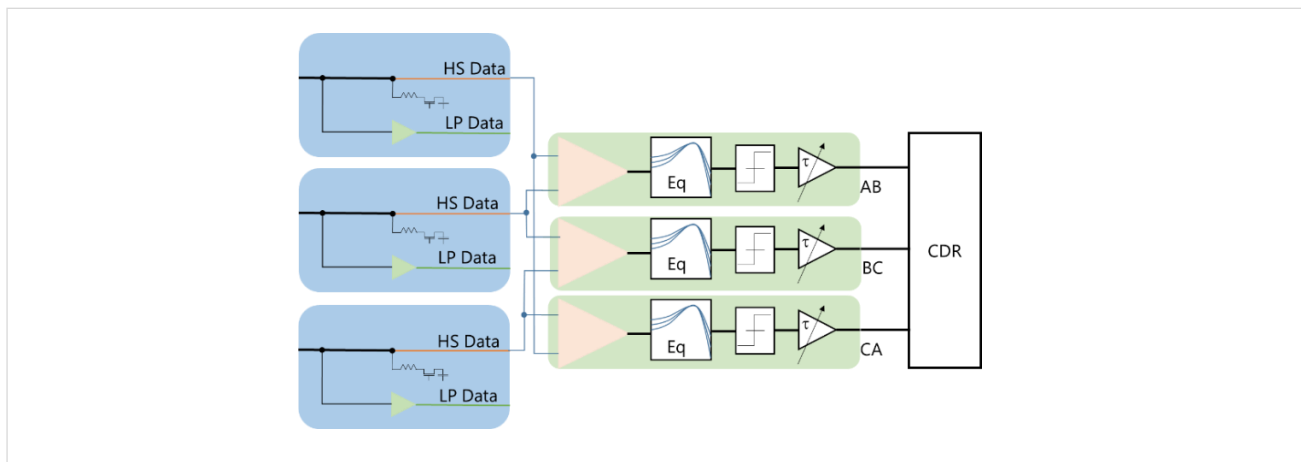 HS Data
LP Data
HS Data
LP Data
HS Data
LP Data
Eq
τ
AB
Eq
τ
BC
Eq
τ
CA
CDR